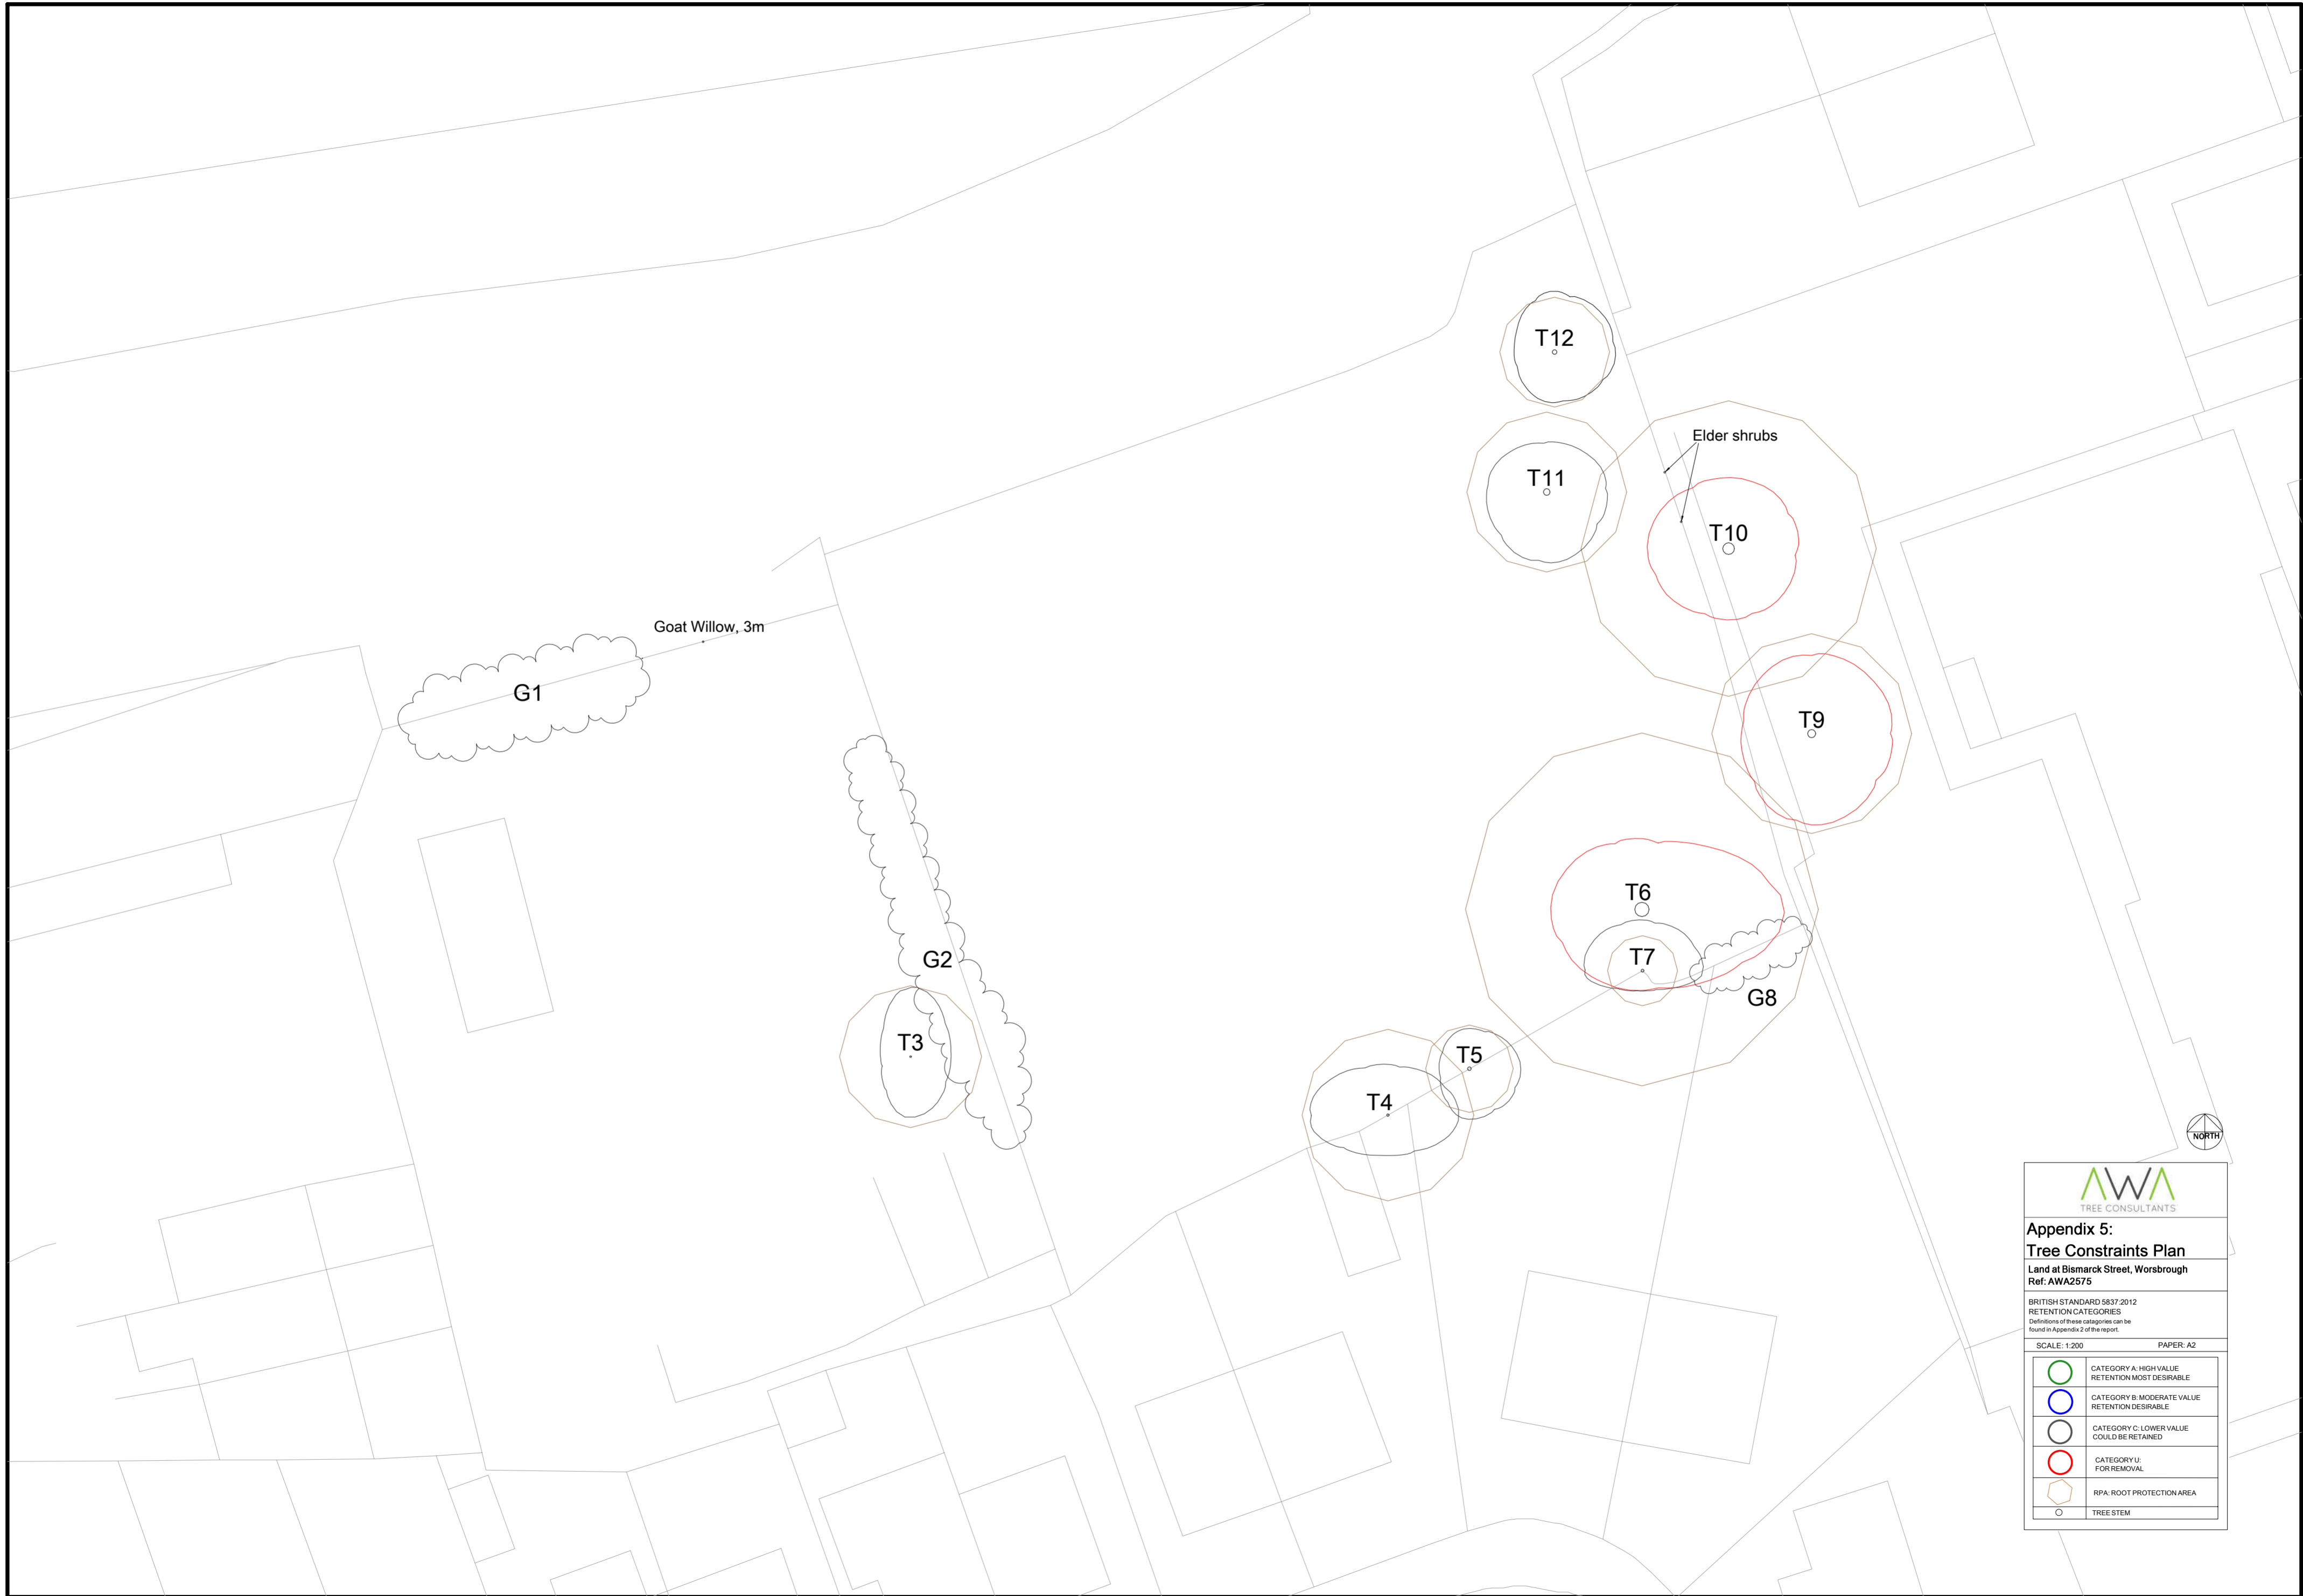 T12
Elder shrubs
T11
T10
Goat Willow, 3m
G1
T9
T6
G2
T7
G8
T3
T5
T4
NORTH
AWA
TREE CONSULTANTS
Appendix 5:
Tree Constraints Plan
Land at Bismarck Street, Worsbrough
Ref: AWA2575
BRITISH STANDARD 5837:2012
RETENTION CATEGORIES
Definitions of these catagories can be
found in Appendix 2 of the report.
SCALE: 1:200 PAPER: A2
CATEGORY A: HIGH VALUE
RETENTION MOST DESIRABLE
CATEGORY B: MODERATE VALUE
RETENTION DESIRABLE
CATEGORY C: LOWER VALUE
COULD BE RETAINED
CATEGORY U:
FOR REMOVAL
RPA: ROOT PROTECTION AREA
TREE STEM